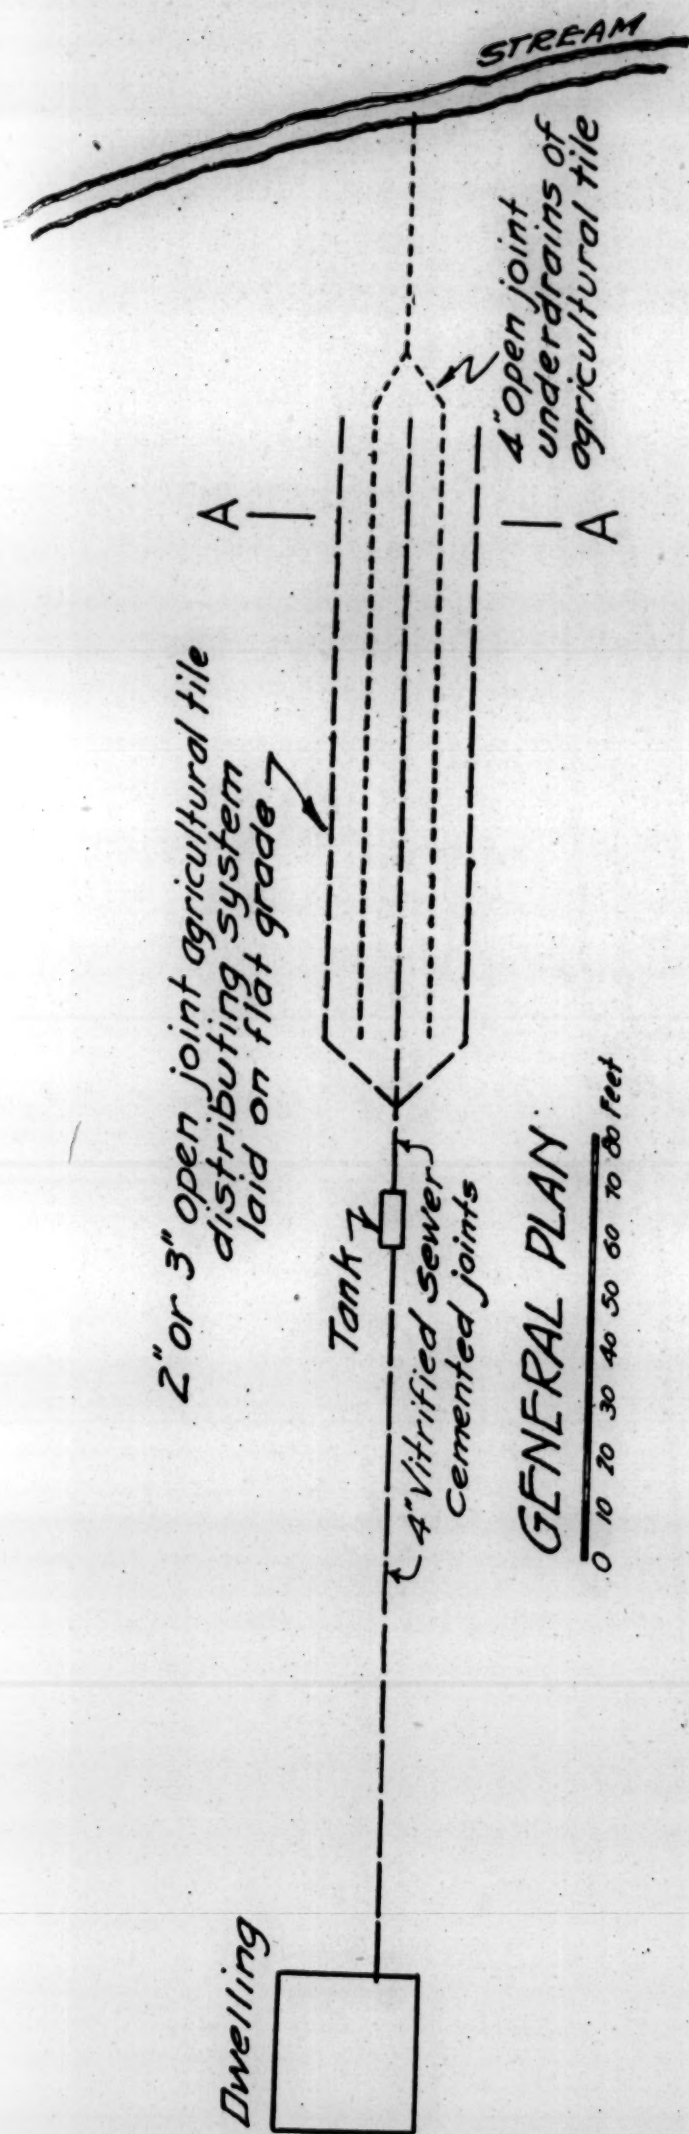 STREAM
4" open joint
underdrains of
agricultural tile
A
A
2" or 3" open joint agricultural tile
distributing system
laid on flat grade
Tank
4" Vitrified sewer
cemented joints
GENERAL PLAN
0 10 20 30 40 50 60 70 80 Feet
Dwelling